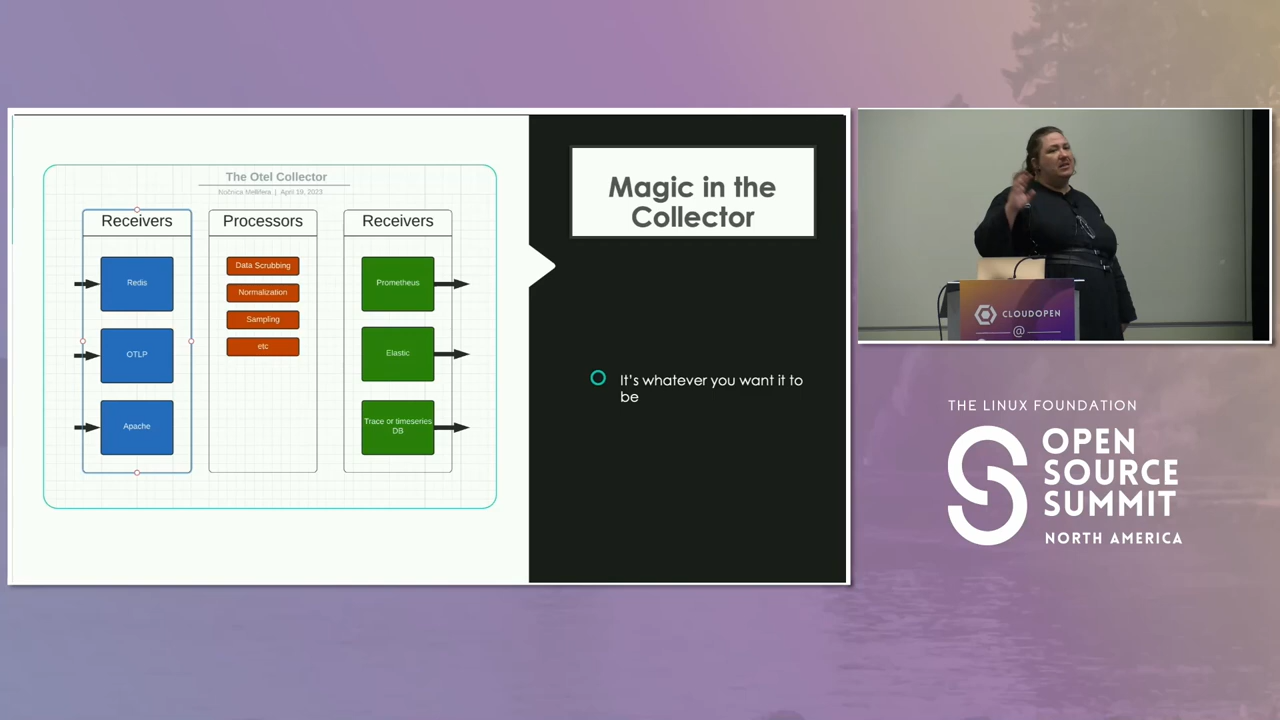 The Otel Collector
Nočnica Mellifera | April 19, 2023
Receivers
Redis
OTLP
Apache
Processors
Data Scrubbing
Normalization
Sampling
etc
Receivers
Prometheus
Elastic
Trace or timeseries
DB
Magic in the
Collector
It's whatever you want it to
be
CLOUDOPEN
@
THE LINUX FOUNDATION
OPEN
SOURCE
SUMMIT
NORTH AMERICA